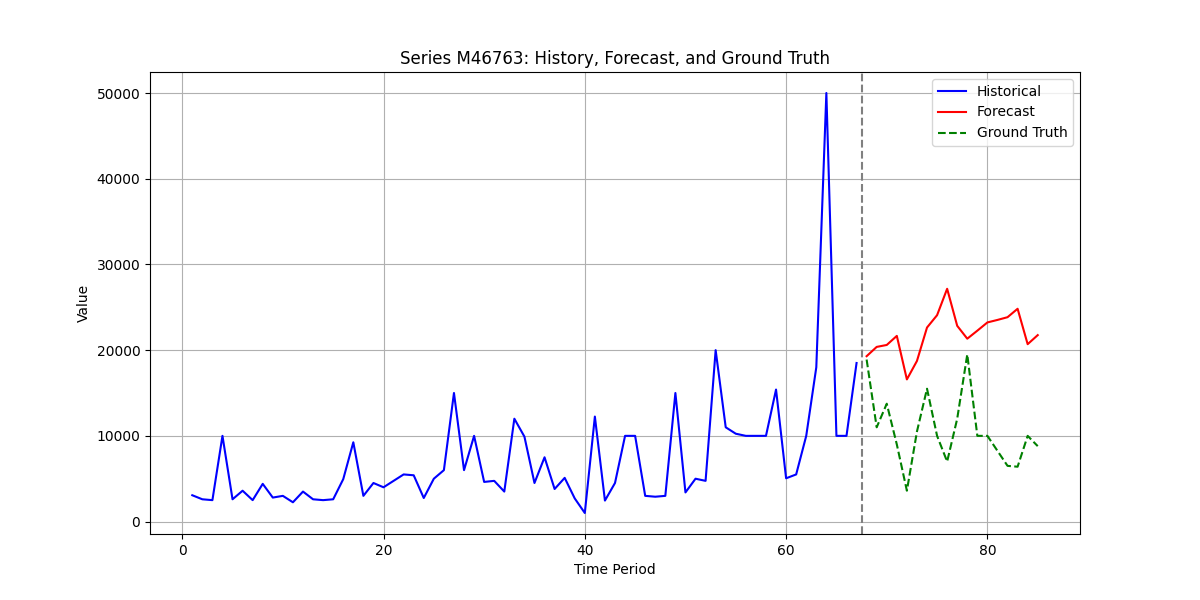 Series M46763: History, Forecast, and Ground Truth
Historical
Forecast
Ground Truth
50000
40000
30000
20000
10000
0
Value
0 20 40 60 80
Time Period